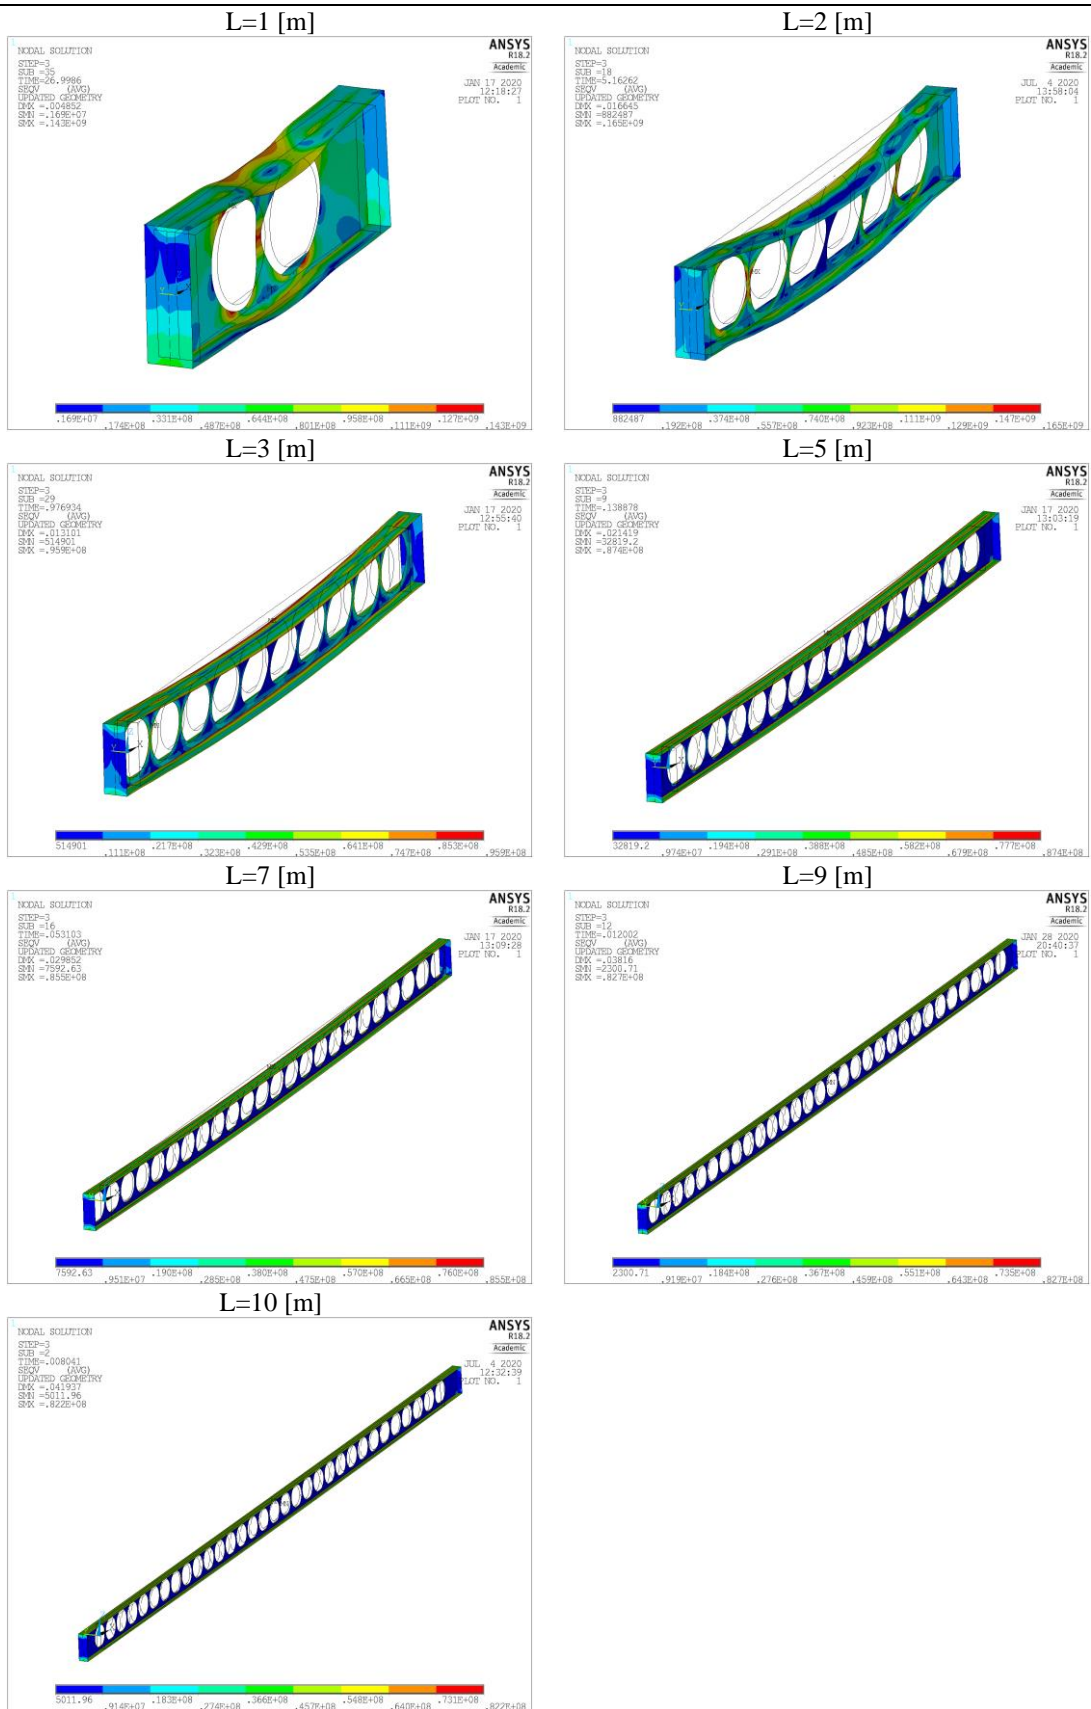 L=1 [m]
1
NODAL SOLUTION
STEP=3
SUB =35
TIME=26.9986
SEQV (AVG)
UPDATED GEOMETRY
DMX =.004852
SMN =.169E+07
SMX =.143E+09
ANSYS
R18.2
Academic
JAN 17 2020
12:18:27
PLOT NO. 1
.169E+07 .331E+08 .644E+08 .958E+08 .127E+09
.174E+08 .487E+08 .801E+08 .111E+09 .143E+09
L=2 [m]
1
NODAL SOLUTION
STEP=3
SUB =18
TIME=5.16262
SEQV (AVG)
UPDATED GEOMETRY
DMX =.016645
SMN =882487
SMX =.165E+09
ANSYS
R18.2
Academic
JUL 4 2020
13:58:04
PLOT NO. 1
MX
882487 .374E+08 .740E+08 .111E+09 .147E+09
.192E+08 .557E+08 .923E+08 .129E+09 .165E+09
L=3 [m]
1
NODAL SOLUTION
STEP=3
SUB =29
TIME=.976934
SEQV (AVG)
UPDATED GEOMETRY
DMX =.013101
SMN =514901
SMX =.959E+08
ANSYS
R18.2
Academic
JAN 17 2020
12:55:40
PLOT NO. 1
514901 .217E+08 .429E+08 .641E+08 .853E+08
.111E+08 .323E+08 .535E+08 .747E+08 .959E+08
L=5 [m]
1
NODAL SOLUTION
STEP=3
SUB =9
TIME=.138878
SEQV (AVG)
UPDATED GEOMETRY
DMX =.021419
SMN =32819.2
SMX =.874E+08
ANSYS
R18.2
Academic
JAN 17 2020
13:03:19
PLOT NO. 1
32819.2 .194E+08 .388E+08 .582E+08 .777E+08
.974E+07 .291E+08 .485E+08 .679E+08 .874E+08
L=7 [m]
1
NODAL SOLUTION
STEP=3
SUB =16
TIME=.053103
SEQV (AVG)
UPDATED GEOMETRY
DMX =.029852
SMN =7592.63
SMX =.855E+08
ANSYS
R18.2
Academic
JAN 17 2020
13:09:28
PLOT NO. 1
7592.63 .190E+08 .380E+08 .570E+08 .760E+08
.951E+07 .285E+08 .475E+08 .665E+08 .855E+08
L=9 [m]
1
NODAL SOLUTION
STEP=3
SUB =12
TIME=.012002
SEQV (AVG)
UPDATED GEOMETRY
DMX =.03816
SMN =2300.71
SMX =.827E+08
ANSYS
R18.2
Academic
JAN 28 2020
20:40:37
PLOT NO. 1
2300.71 .184E+08 .367E+08 .551E+08 .735E+08
.919E+07 .276E+08 .459E+08 .643E+08 .827E+08
L=10 [m]
1
NODAL SOLUTION
STEP=3
SUB =2
TIME=.008041
SEQV (AVG)
UPDATED GEOMETRY
DMX =.041937
SMN =5011.96
SMX =.822E+08
ANSYS
R18.2
Academic
JUL 4 2020
12:32:39
PLOT NO. 1
5011.96 .183E+08 .366E+08 .548E+08 .731E+08
.914E+07 .274E+08 .457E+08 .640E+08 .822E+08